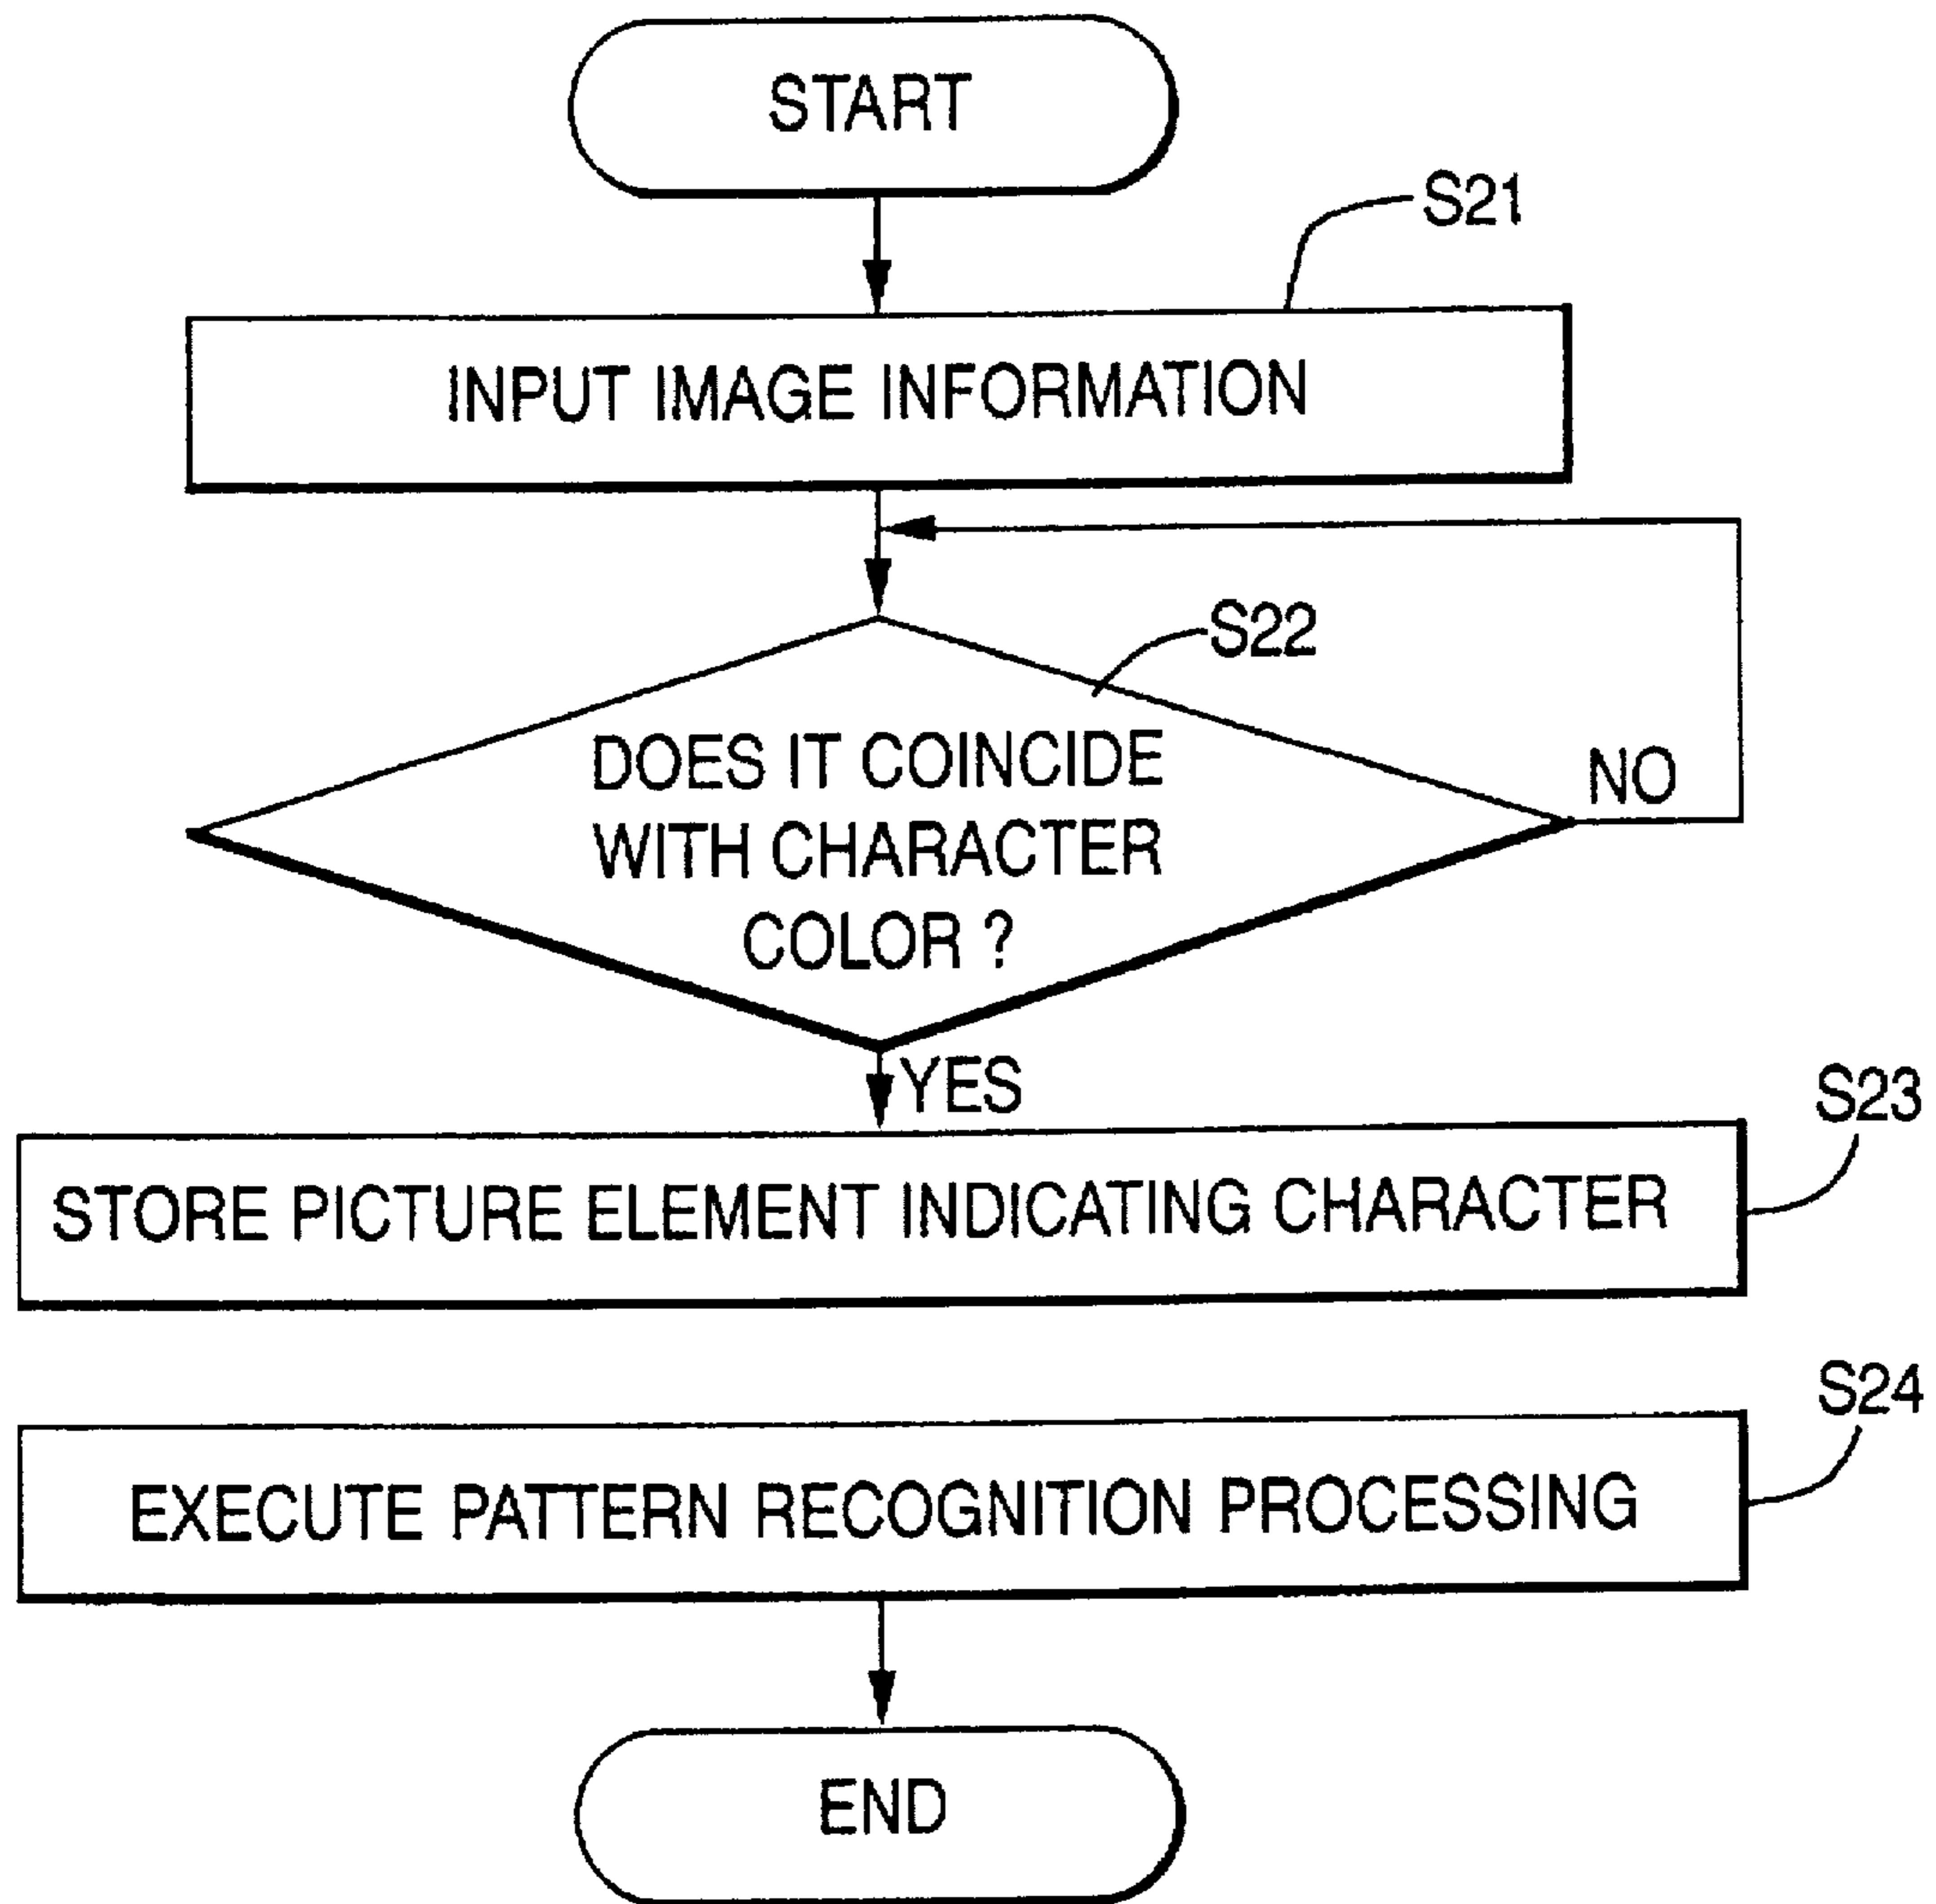 START
S21
INPUT IMAGE INFORMATION
S22
DOES IT COINCIDE
WITH CHARACTER
COLOR ?
NO
YES
S23
STORE PICTURE ELEMENT INDICATING CHARACTER
S24
EXECUTE PATTERN RECOGNITION PROCESSING
END